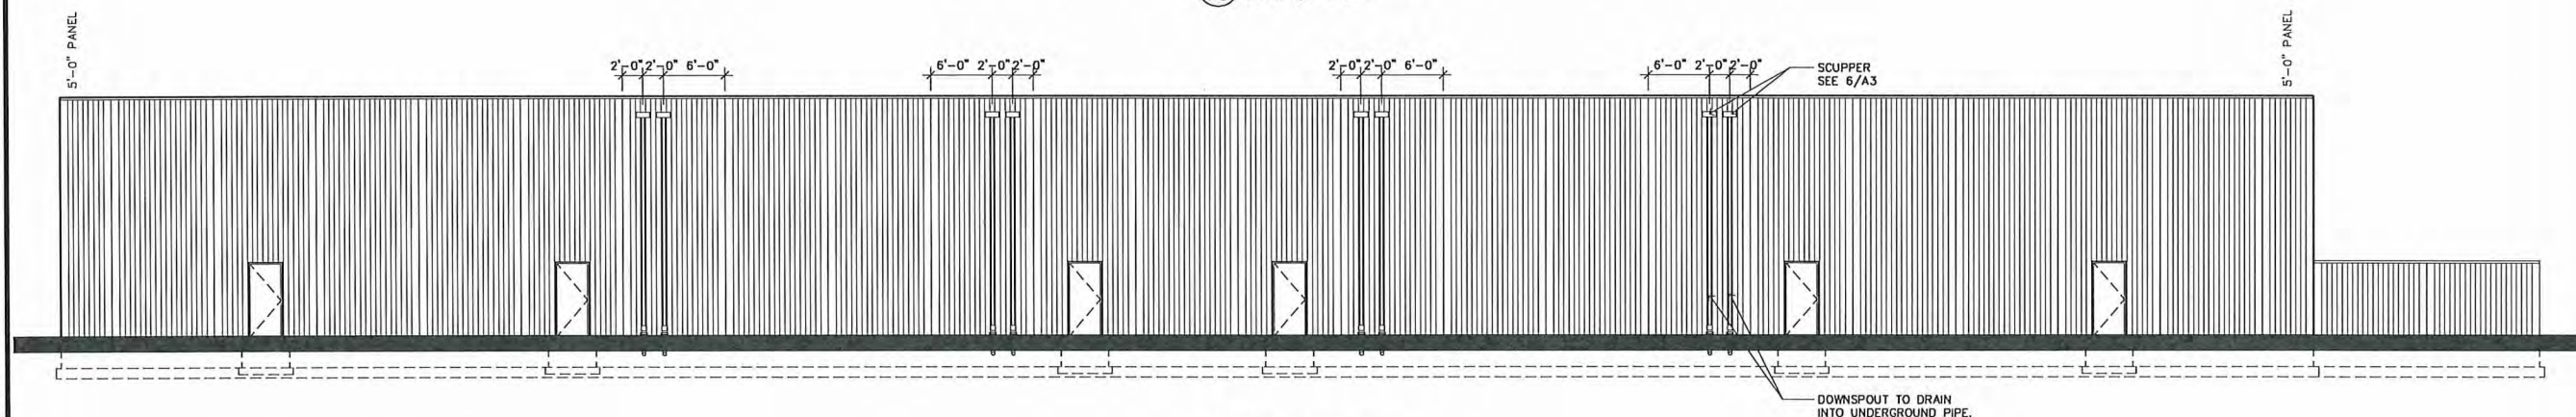 5'-0" PANEL
2'-0" 2'-0" 6'-0"
6'-0" 2'-0" 2'-0"
2'-0" 2'-0" 6'-0"
6'-0" 2'-0" 2'-0"
SCUPPER
SEE 6/A3
5'-0" PANEL
DOWNSPOUT TO DRAIN
INTO UNDERGROUND PIPE.